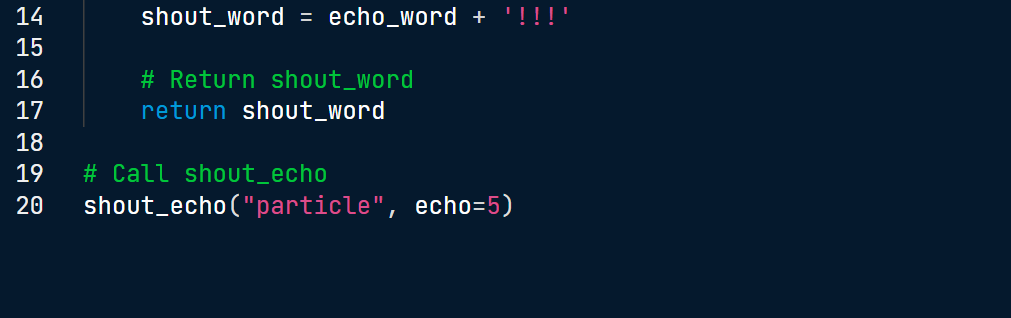 14 shout_word = echo_word + '!!!'
15
16 # Return shout_word
17 return shout_word
18
19 # Call shout_echo
20 shout_echo("particle", echo=5)